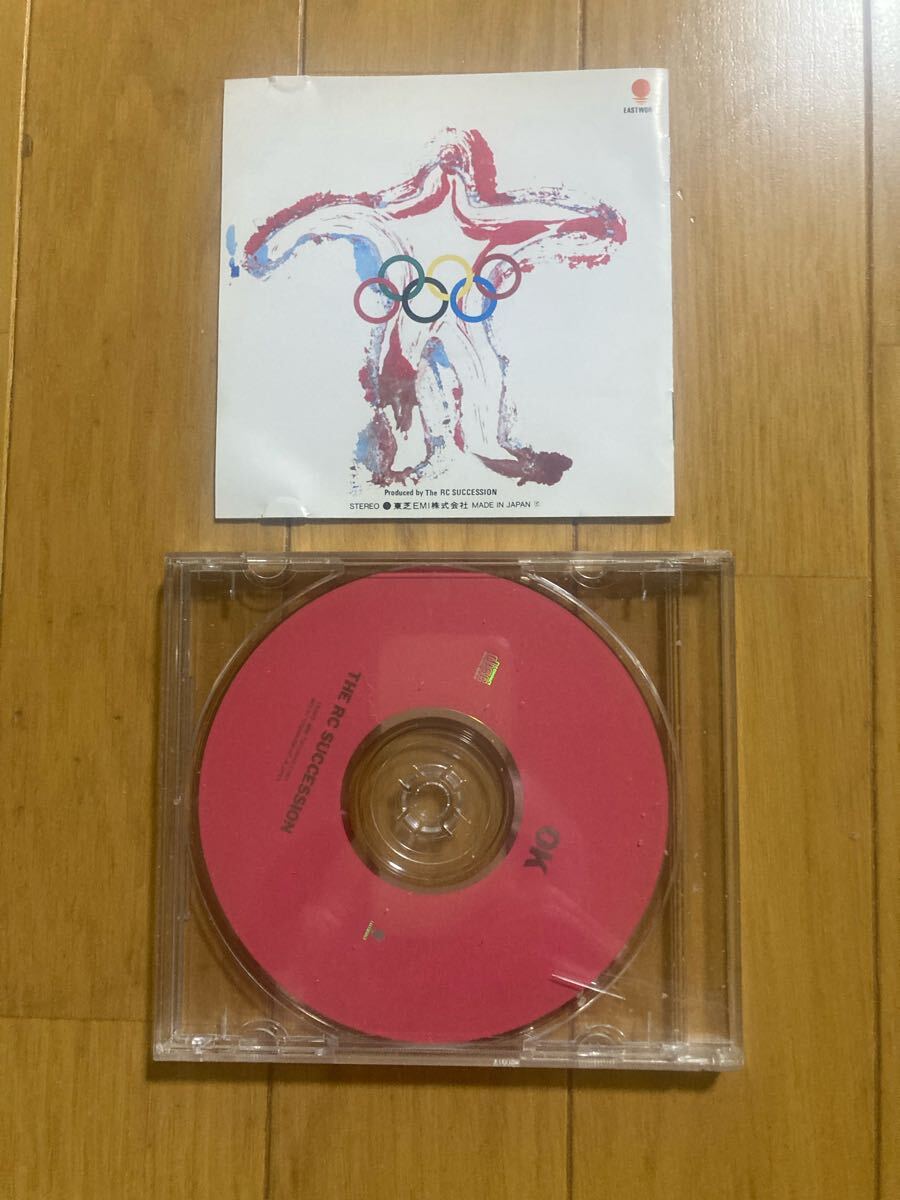 EASTWOR
Produced by The RC SUCCESSION
STEREO 東芝EMI株式会社 MADE IN JAPAN
THE RC SUCCESSION
OK